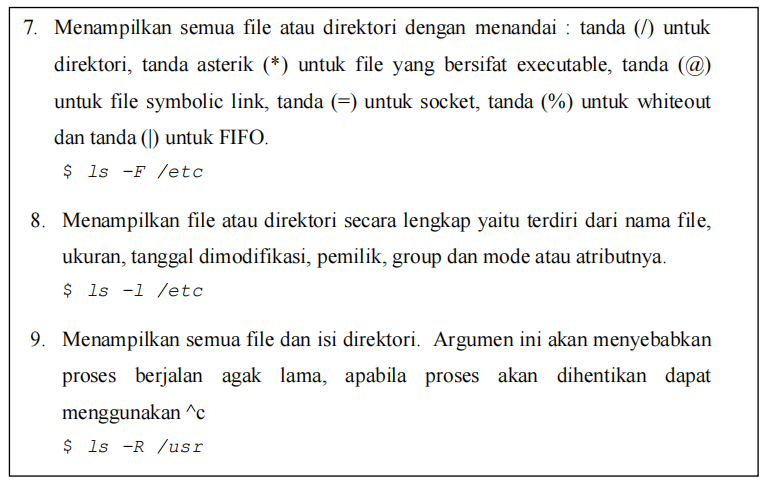 7. Menampilkan semua file atau direktori dengan menandai : tanda (/) untuk
direktori, tanda asterik (*) untuk file yang bersifat executable, tanda (@)
untuk file symbolic link, tanda (=) untuk socket, tanda (%) untuk whiteout
dan tanda (|) untuk FIFO.
$ ls –F /etc
8. Menampilkan file atau direktori secara lengkap yaitu terdiri dari nama file,
ukuran, tanggal dimodifikasi, pemilik, group dan mode atau atributnya.
$ ls –l /etc
9. Menampilkan semua file dan isi direktori. Argumen ini akan menyebabkan
proses berjalan agak lama, apabila proses akan dihentikan dapat
menggunakan ^c
$ ls –R /usr